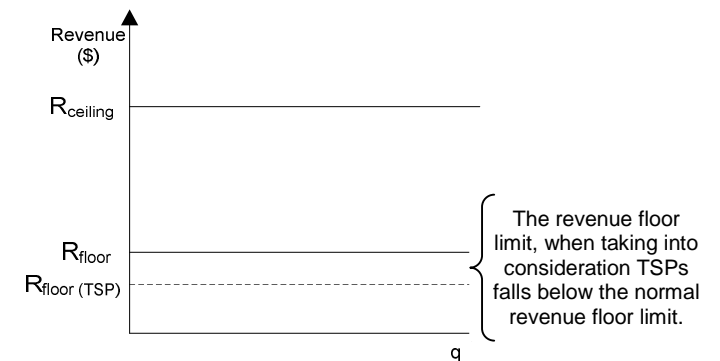 Revenue
($)
Rceiling
Rfloor
Rfloor (TSP)
The revenue floor
limit, when taking into
consideration TSPs
falls below the normal
revenue floor limit.
q